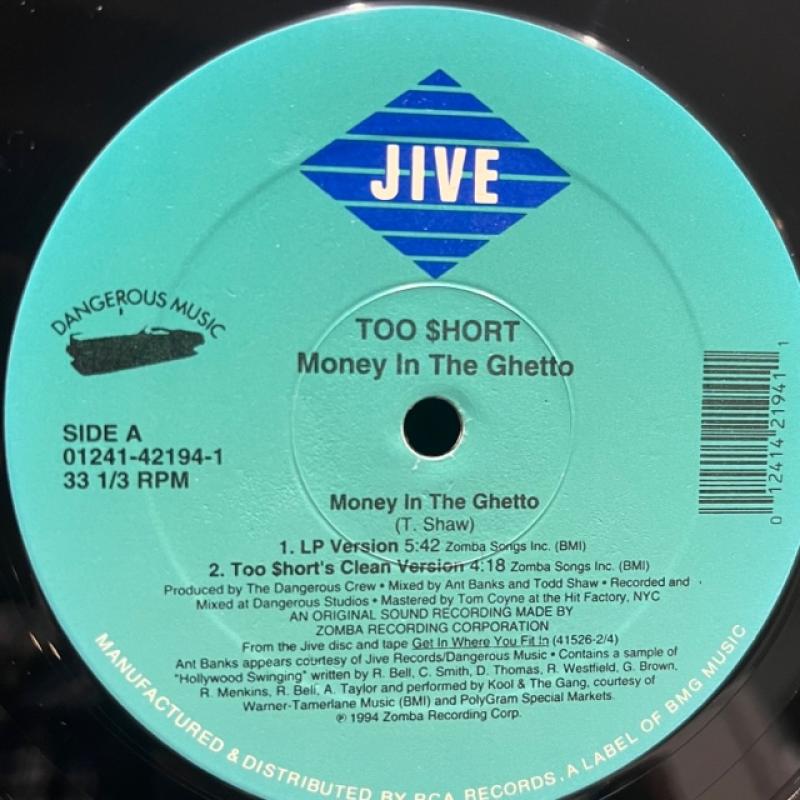 JIVE
DANGEROUS MUSIC
TOO $HORT
Money In The Ghetto
SIDE A
01241-42194-1
33 1/3 RPM
0 12414 21941 1
Money In The Ghetto
(T. Shaw)
1. LP Version 5:42 Zomba Songs Inc. (BMI)
2. Too $hort's Clean Version 4:18 Zomba Songs Inc. (BMI)
Produced by The Dangerous Crew • Mixed by Ant Banks and Todd Shaw • Recorded and
Mixed at Dangerous Studios • Mastered by Tom Coyne at the Hit Factory, NYC
AN ORIGINAL SOUND RECORDING MADE BY
ZOMBA RECORDING CORPORATION
From the Jive disc and tape Get In Where You Fit In (41526-2/4)
Ant Banks appears courtesy of Jive Records/Dangerous Music • Contains a sample of
"Hollywood Swinging" written by R. Bell, C. Smith, D. Thomas, R. Westfield, G. Brown,
R. Menkins, R. Bell, A. Taylor and performed by Kool & The Gang, courtesy of
Warner-Tamerlane Music (BMI) and PolyGram Special Markets.
℗ 1994 Zomba Recording Corp.
MANUFACTURED & DISTRIBUTED BY RCA RECORDS, A LABEL OF BMG MUSIC